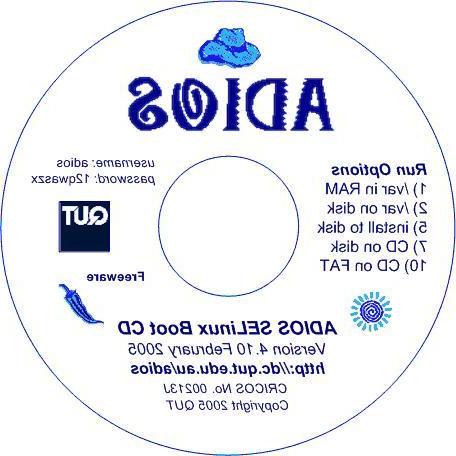 ADIOS
Run Options
1) /var in RAM
2) /var on disk
5) install to disk
7) CD on disk
10) CD on FAT
username: adios
password: 12qwaszx
QUT
Freeware
ADIOS SELinux Boot CD
Version 4.10 February 2005
http://dc.qut.edu.au/adios
CRICOS No. 00213J
Copyright 2005 QUT